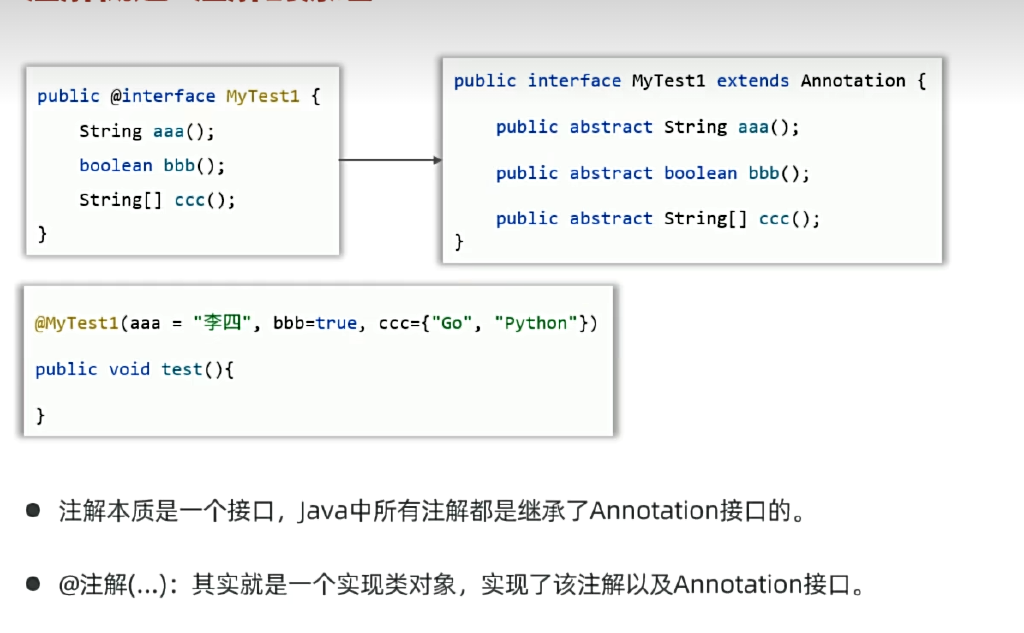 public @interface MyTest1 {
String aaa();
boolean bbb();
String[] ccc();
}
public interface MyTest1 extends Annotation {
public abstract String aaa();
public abstract boolean bbb();
public abstract String[] ccc();
}
@MyTest1(aaa = "李四", bbb=true, ccc={"Go", "Python"})
public void test(){
}
● 注解本质是一个接口，Java中所有注解都是继承了Annotation接口的。
● @注解(...)：其实就是一个实现类对象，实现了该注解以及Annotation接口。